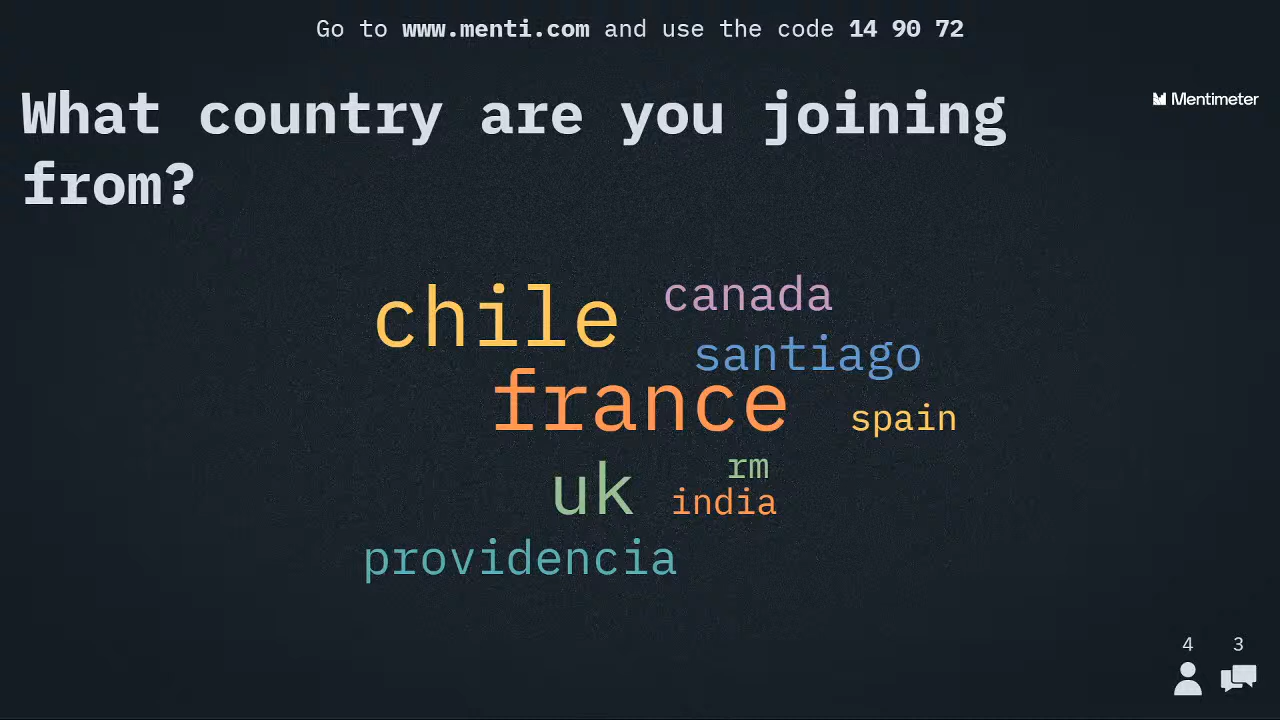 Go to www.menti.com and use the code 14 90 72
What country are you joining
from?
Mentimeter
chile
canada
santiago
france
spain
rm
uk
india
providencia
4
3